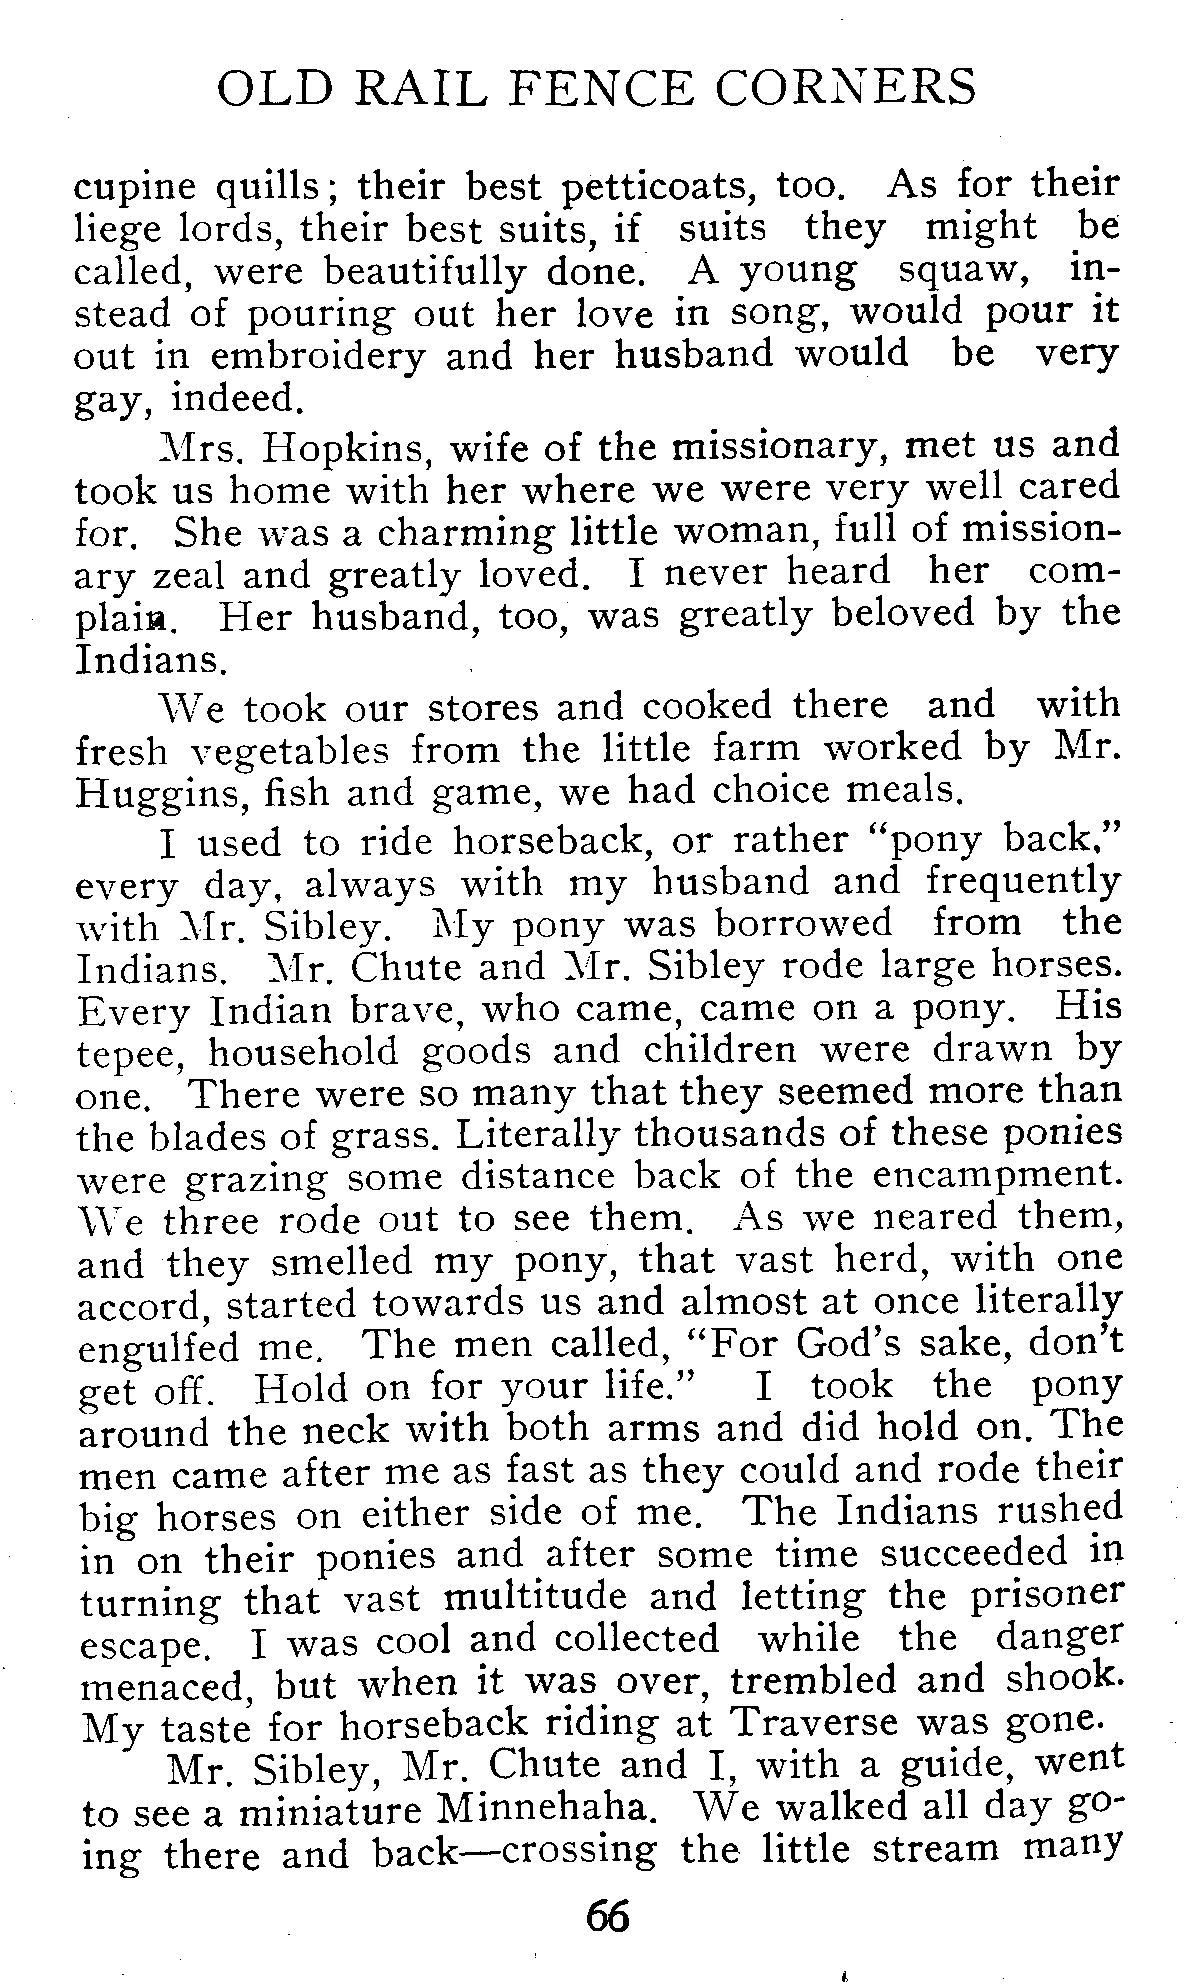 OLD RAIL FENCE CORNERS
cupine quills; their best petticoats, too. As for their
liege lords, their best suits, if suits they might be
called, were beautifully done. A young squaw, in-
stead of pouring out her love in song, would pour it
out in embroidery and her husband would be very
gay, indeed.
Mrs. Hopkins, wife of the missionary, met us and
took us home with her where we were very well cared
for. She was a charming little woman, full of mission-
ary zeal and greatly loved. I never heard her com-
plain. Her husband, too, was greatly beloved by the
Indians.
We took our stores and cooked there and with
fresh vegetables from the little farm worked by Mr.
Huggins, fish and game, we had choice meals.
I used to ride horseback, or rather "pony back,"
every day, always with my husband and frequently
with Mr. Sibley. My pony was borrowed from the
Indians. Mr. Chute and Mr. Sibley rode large horses.
Every Indian brave, who came, came on a pony. His
tepee, household goods and children were drawn by
one. There were so many that they seemed more than
the blades of grass. Literally thousands of these ponies
were grazing some distance back of the encampment.
We three rode out to see them. As we neared them,
and they smelled my pony, that vast herd, with one
accord, started towards us and almost at once literally
engulfed me. The men called, "For God's sake, don't
get off. Hold on for your life." I took the pony
around the neck with both arms and did hold on. The
men came after me as fast as they could and rode their
big horses on either side of me. The Indians rushed
in on their ponies and after some time succeeded in
turning that vast multitude and letting the prisoner
escape. I was cool and collected while the danger
menaced, but when it was over, trembled and shook.
My taste for horseback riding at Traverse was gone.
Mr. Sibley, Mr. Chute and I, with a guide, went
to see a miniature Minnehaha. We walked all day go-
ing there and back—crossing the little stream many
66